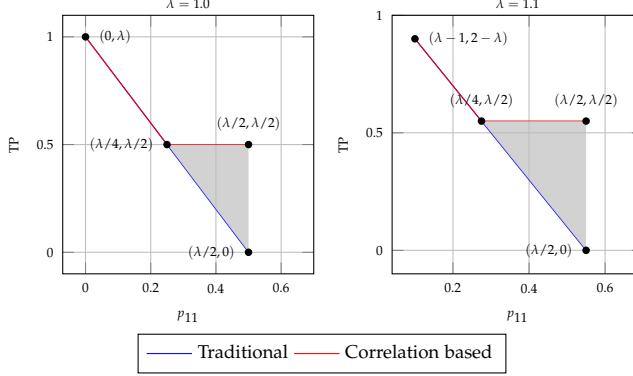 λ = 1.0
λ = 1.1
TP
1
0.5
0
(0, λ)
(λ/4, λ/2)
(λ/2, λ/2)
(λ/2, 0)
0 0.2 0.4 0.6
p11
TP
1
0.5
0
(λ − 1, 2 − λ)
(λ/4, λ/2)
(λ/2, λ/2)
(λ/2, 0)
0.2 0.4 0.6
p11
Traditional Correlation based